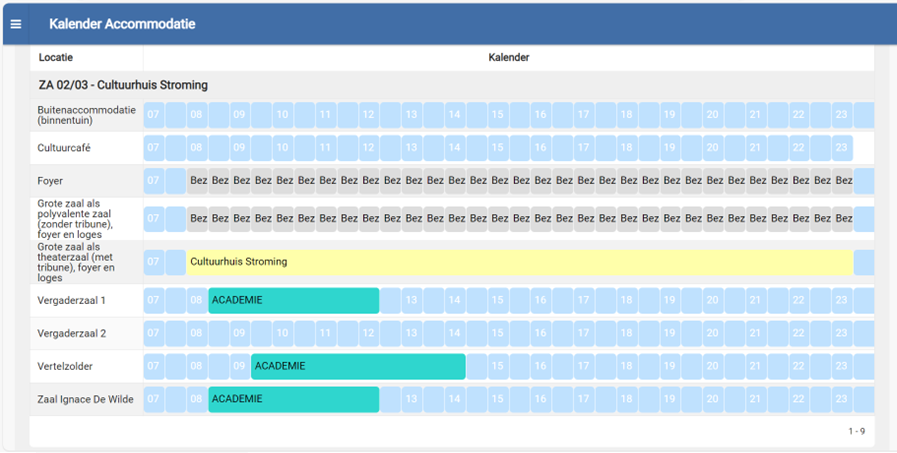 Kalender Accommodatie
Locatie Kalender
ZA 02/03 - Cultuurhuis Stroming
Buitenaccommodatie
(binnentuin)
07 08 09 10 11 12 13 14 15 16 17 18 19 20 21 22 23
Cultuurcafé
07 08 09 10 11 12 13 14 15 16 17 18 19 20 21 22 23
Foyer
07 Bez Bez Bez Bez Bez Bez Bez Bez Bez Bez Bez Bez Bez Bez Bez Bez Bez Bez Bez Bez Bez Bez Bez Bez Bez Bez Bez Bez Bez Bez Bez
Grote zaal als
polyvalente zaal
(zonder tribune),
foyer en loges
07 Bez Bez Bez Bez Bez Bez Bez Bez Bez Bez Bez Bez Bez Bez Bez Bez Bez Bez Bez Bez Bez Bez Bez Bez Bez Bez Bez Bez Bez Bez Bez
Grote zaal als
theaterzaal (met
tribune), foyer en
loges
07 Cultuurhuis Stroming
Vergaderzaal 1
07 08 ACADEMIE 13 14 15 16 17 18 19 20 21 22 23
Vergaderzaal 2
07 08 09 10 11 12 13 14 15 16 17 18 19 20 21 22 23
Vertelzolder
07 08 09 ACADEMIE 15 16 17 18 19 20 21 22 23
Zaal Ignace De Wilde
07 08 ACADEMIE 13 14 15 16 17 18 19 20 21 22 23
1 - 9